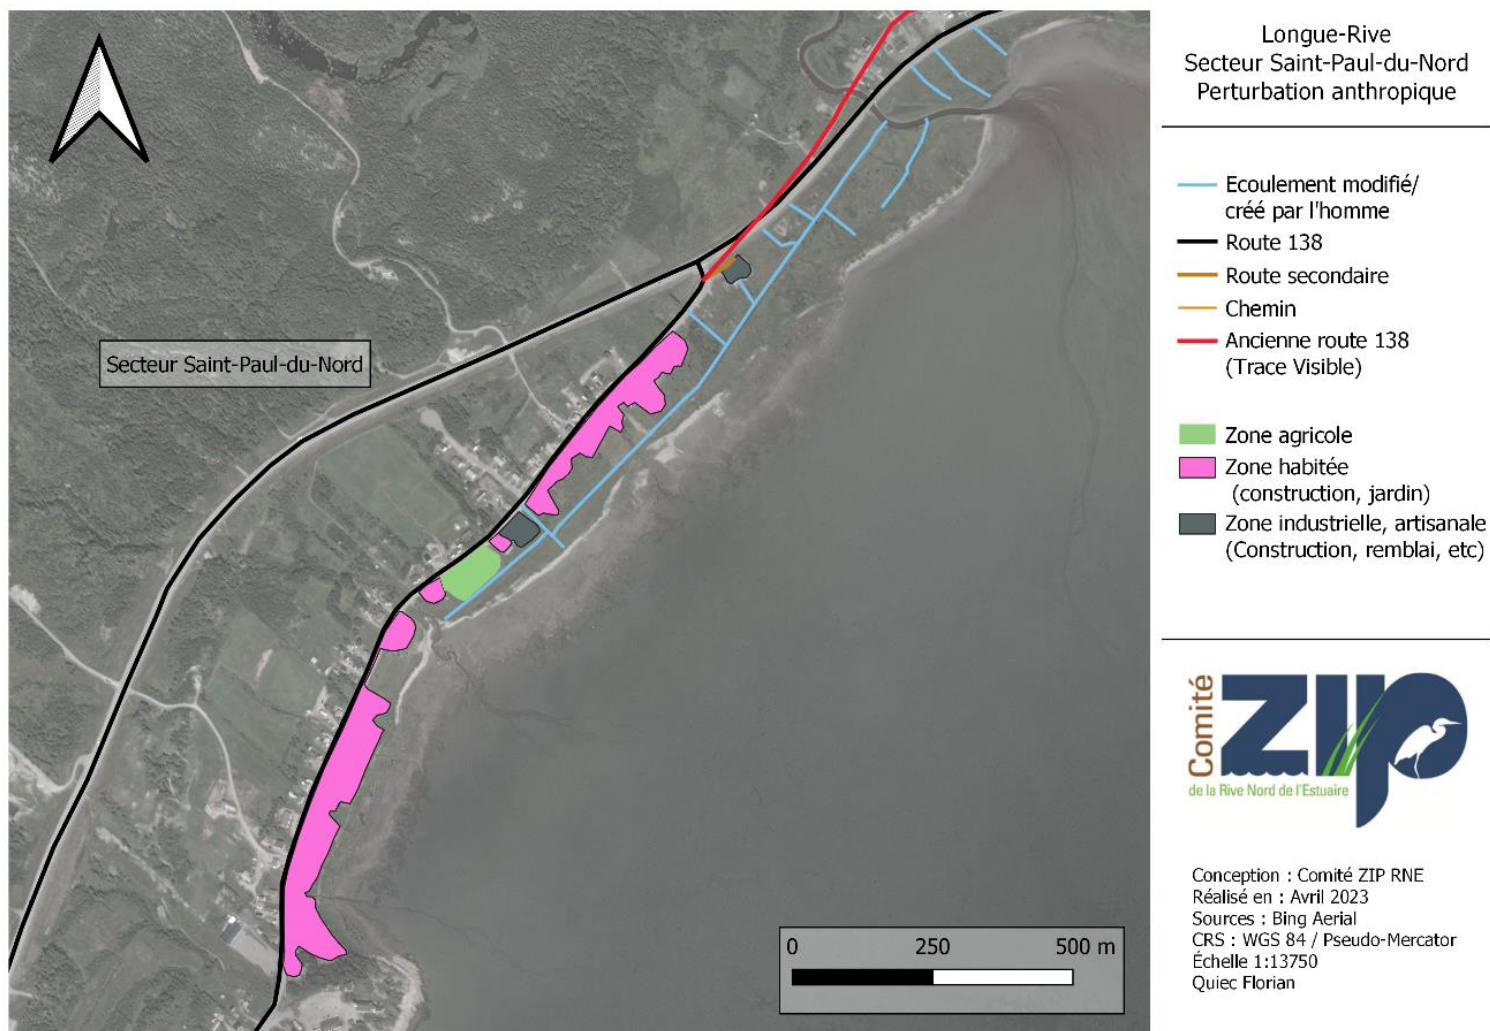 Longue-Rive
Secteur Saint-Paul-du-Nord
Perturbation anthropique
Ecoulement modifié/
créé par l'homme
Route 138
Route secondaire
Chemin
Ancienne route 138
(Trace Visible)
Zone agricole
Zone habitée
(construction, jardin)
Zone industrielle, artisanale
(Construction, remblai, etc)
Secteur Saint-Paul-du-Nord
0 250 500 m
Comité
ZIP
de la Rive Nord de l'Estuaire
Conception : Comité ZIP RNE
Réalisé en : Avril 2023
Sources : Bing Aerial
CRS : WGS 84 / Pseudo-Mercator
Échelle 1:13750
Quiec Florian